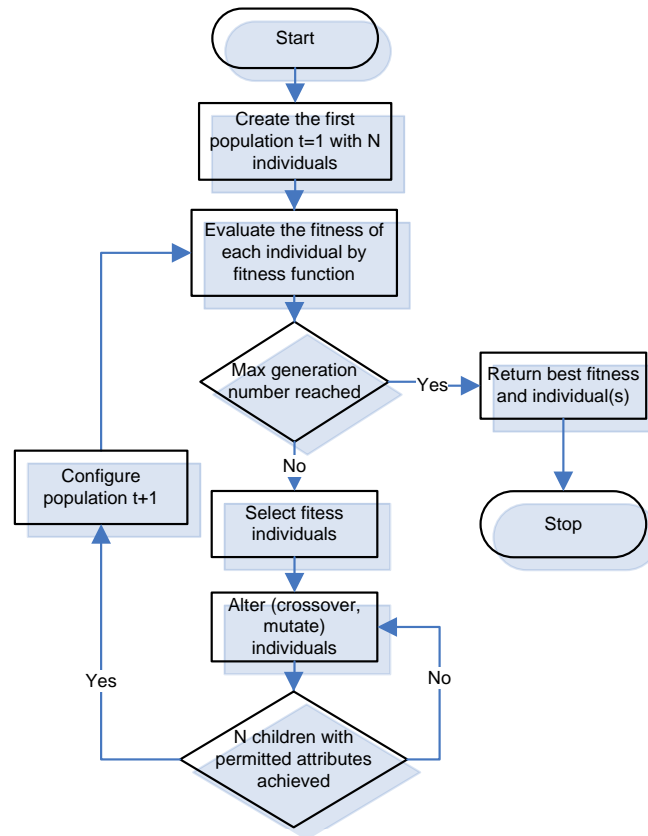 Start
Create the first
population t=1 with N
individuals
Evaluate the fitness of
each individual by
fitness function
Max generation
number reached
Yes
Return best fitness
and individual(s)
Stop
No
Select fitess
individuals
Alter (crossover,
mutate)
individuals
No
N children with
permitted attributes
achieved
Yes
Configure
population t+1